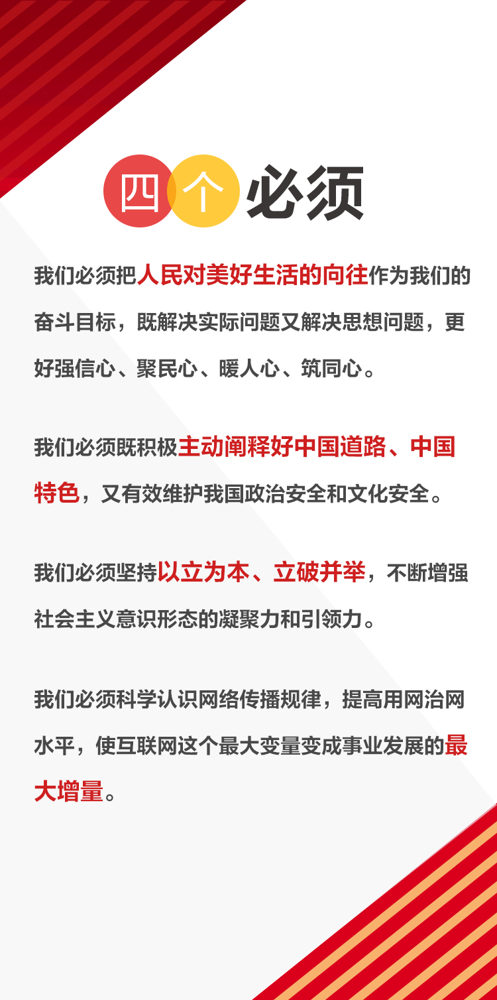 四个必须
我们必须把人民对美好生活的向往作为我们的
奋斗目标，既解决实际问题又解决思想问题，更
好强信心、聚民心、暖人心、筑同心。
我们必须既积极主动阐释好中国道路、中国
特色，又有效维护我国政治安全和文化安全。
我们必须坚持以立为本、立破并举，不断增强
社会主义意识形态的凝聚力和引领力。
我们必须科学认识网络传播规律，提高用网治网
水平，使互联网这个最大变量变成事业发展的最
大增量。